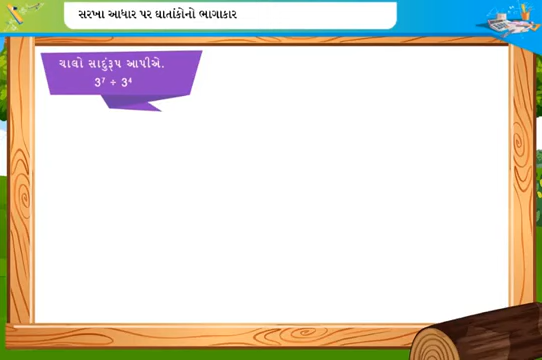 સરખા આધાર પર ઘાતાંકોનો ભાગાકાર
ચાલો સાદુંરૂપ આપીએ.
3⁷ ÷ 3⁴